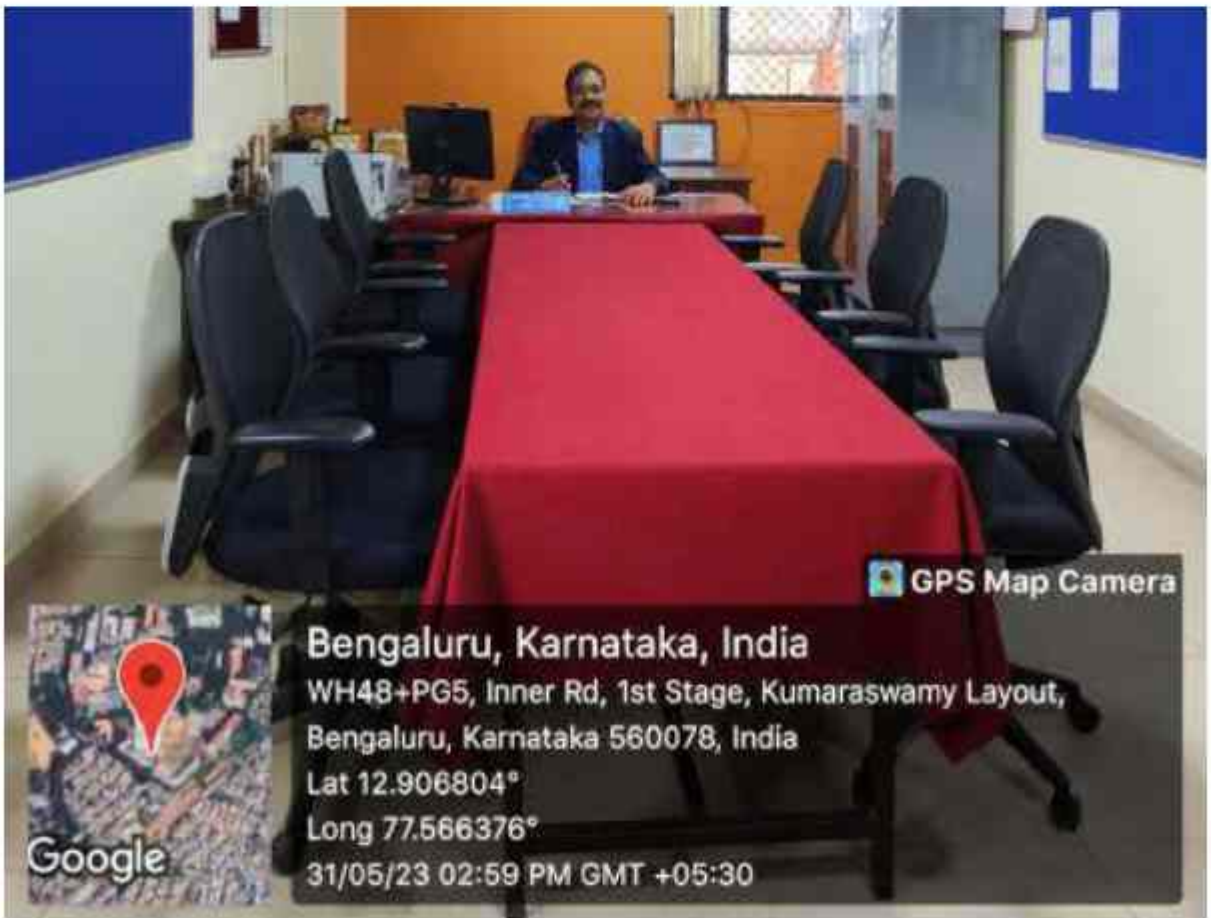 GPS Map Camera
Bengaluru, Karnataka, India
WH48+PG5, Inner Rd, 1st Stage, Kumaraswamy Layout,
Bengaluru, Karnataka 560078, India
Lat 12.906804°
Long 77.566376°
31/05/23 02:59 PM GMT +05:30
Google